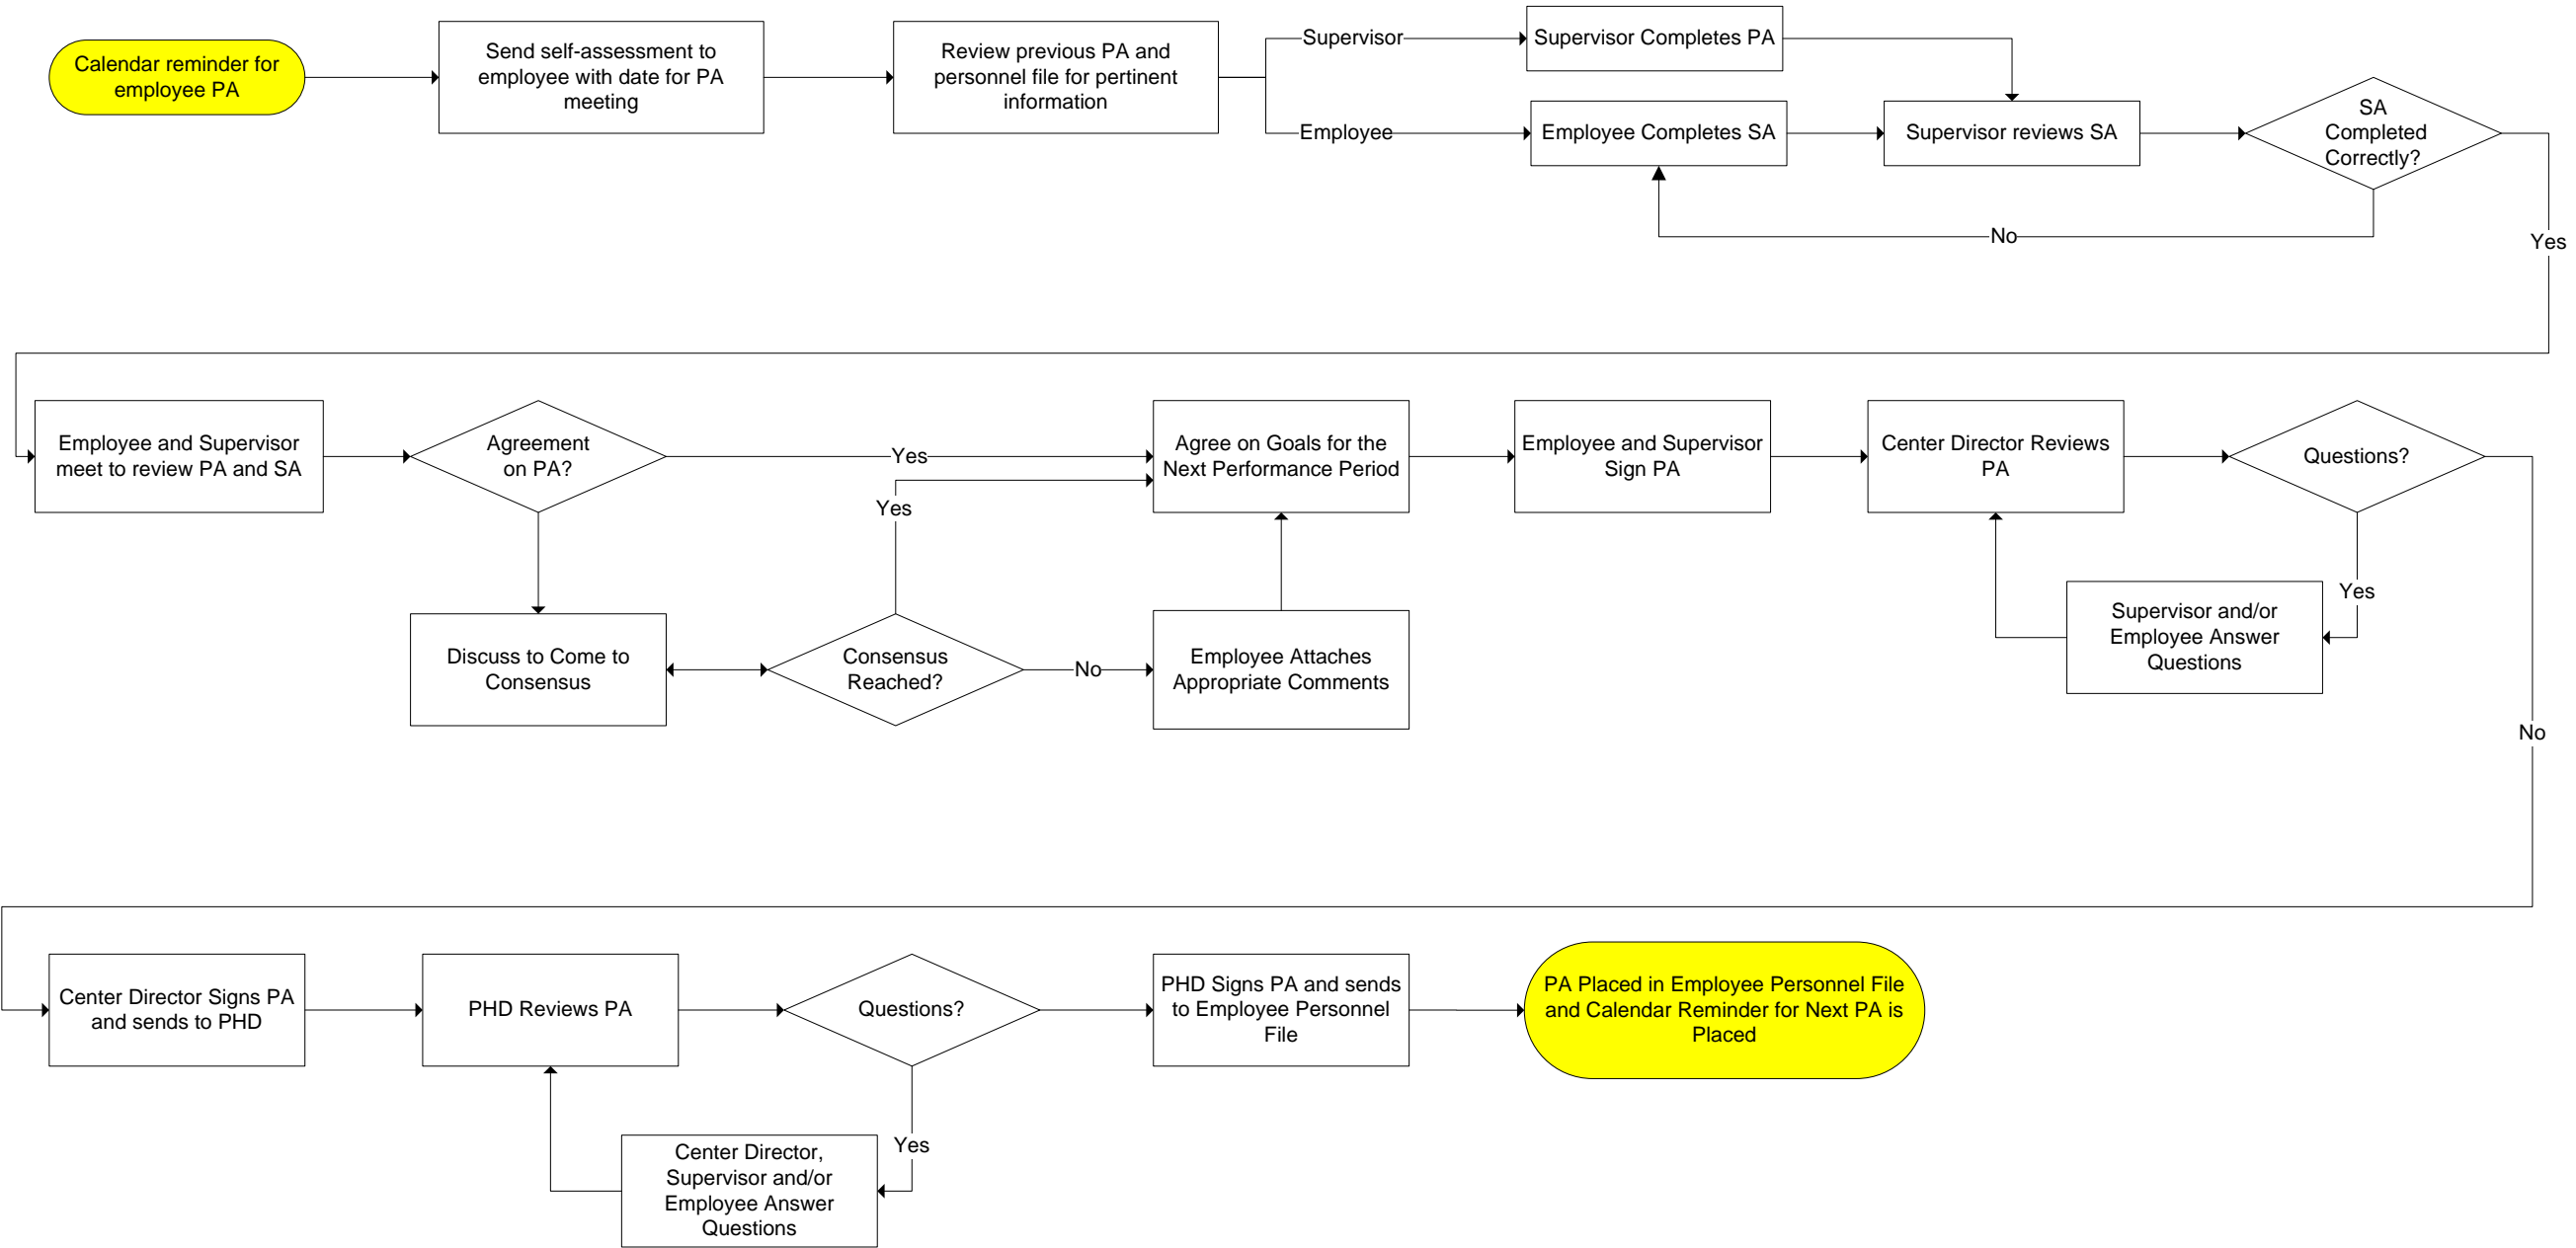 Calendar reminder for
employee PA
Send self-assessment to
employee with date for PA
meeting
Review previous PA and
personnel file for pertinent
information
Supervisor
Supervisor Completes PA
Employee
Employee Completes SA
Supervisor reviews SA
SA
Completed
Correctly?
No
Yes
Employee and Supervisor
meet to review PA and SA
Agreement
on PA?
Yes
Yes
Agree on Goals for the
Next Performance Period
Employee and Supervisor
Sign PA
Center Director Reviews
PA
Questions?
Yes
Supervisor and/or
Employee Answer
Questions
Discuss to Come to
Consensus
Consensus
Reached?
No
Employee Attaches
Appropriate Comments
No
Center Director Signs PA
and sends to PHD
PHD Reviews PA
Questions?
PHD Signs PA and sends
to Employee Personnel
File
PA Placed in Employee Personnel File
and Calendar Reminder for Next PA is
Placed
Yes
Center Director,
Supervisor and/or
Employee Answer
Questions